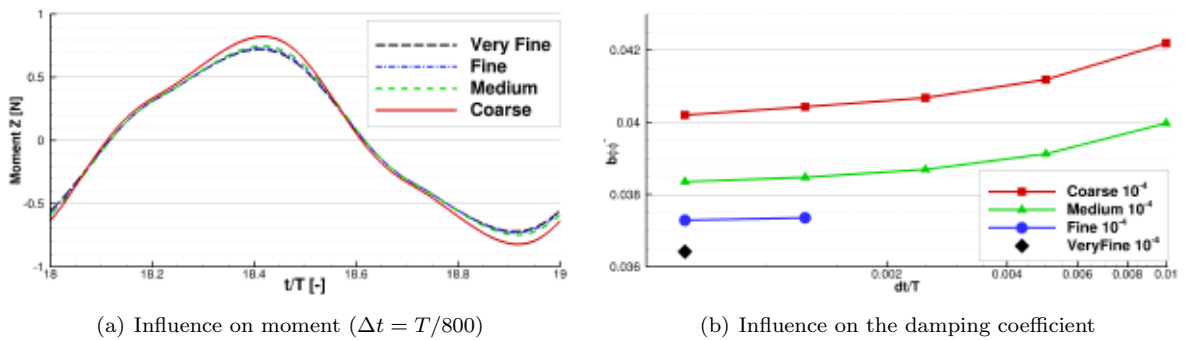 1
0.5
0
-0.5
-1
Moment Z [N]
18
18.2
18.4
18.6
18.8
19
t/T [-]
Very Fine
Fine
Medium
Coarse
(a) Influence on moment (Δt = T/800)
0.042
0.04
0.038
0.036
0.002
0.004
0.006
0.008
0.01
dt/T
Coarse 10⁻⁴
Medium 10⁻⁴
Fine 10⁻⁴
VeryFine 10⁻⁴
(b) Influence on the damping coefficient